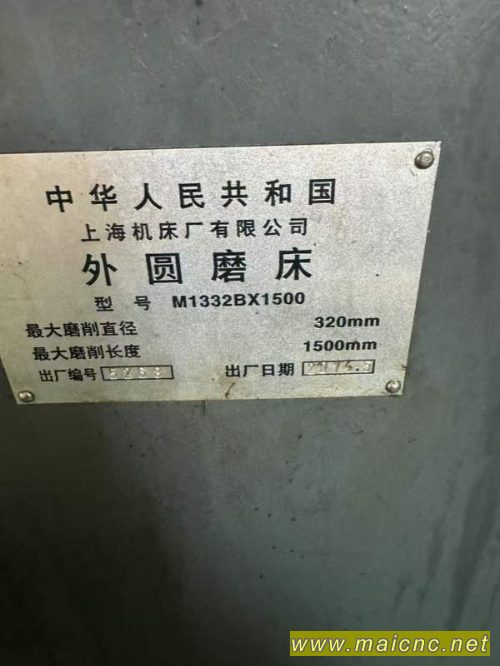 中华人民共和国
上海机床厂有限公司
外圆磨床
型号 M1332BX1500
最大磨削直径 320mm
最大磨削长度 1500mm
出厂编号 出厂日期
www.maicnc.net